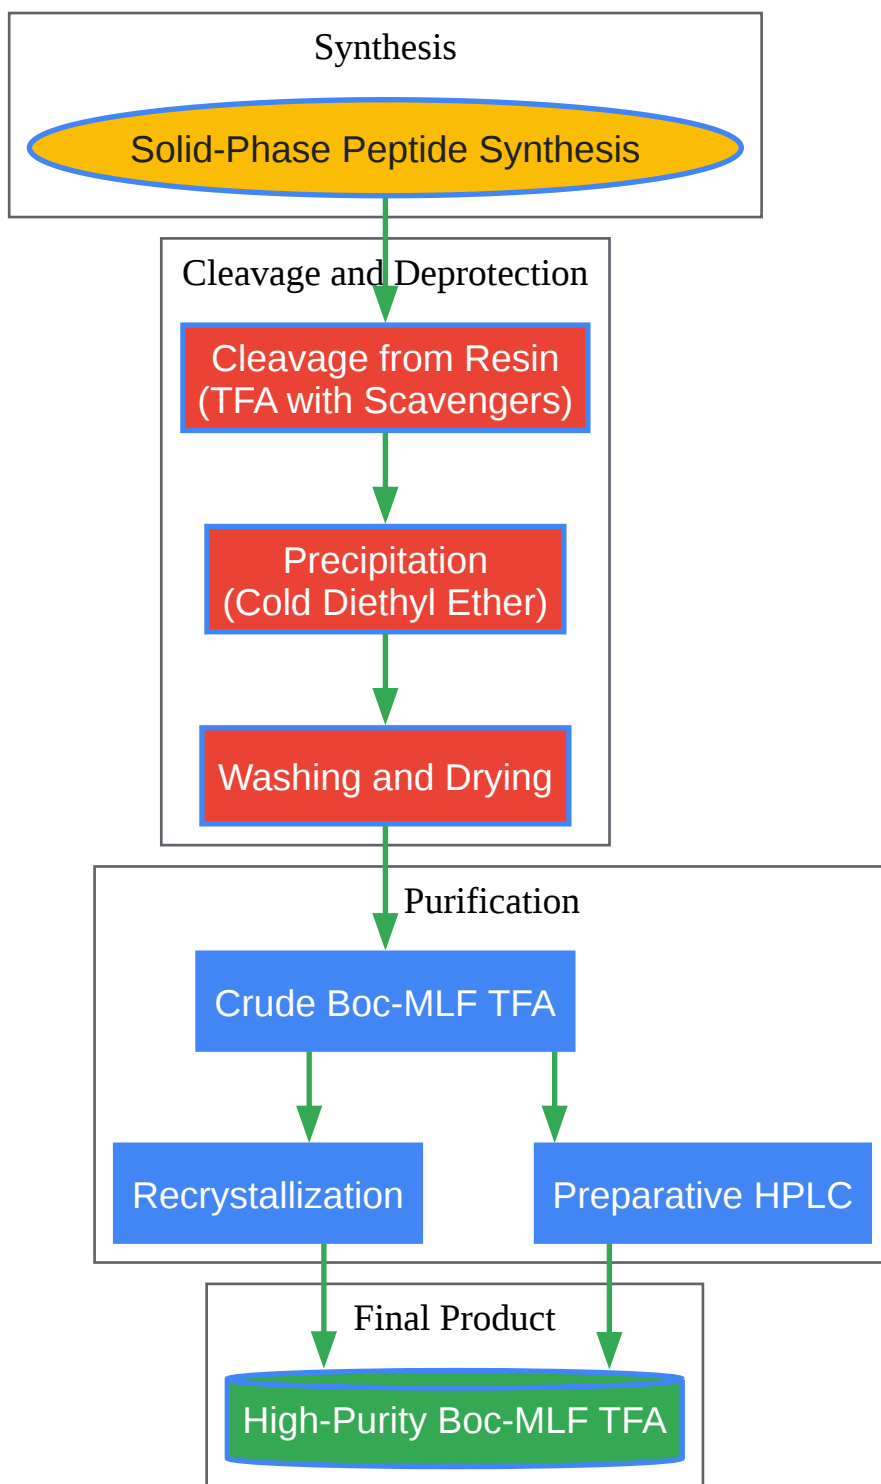 Synthesis
Solid-Phase Peptide Synthesis
Cleavage and Deprotection
Cleavage from Resin
(TFA with Scavengers)
Precipitation
(Cold Diethyl Ether)
Washing and Drying
Purification
Crude Boc-MLF TFA
Recrystallization
Preparative HPLC
Final Product
High-Purity Boc-MLF TFA